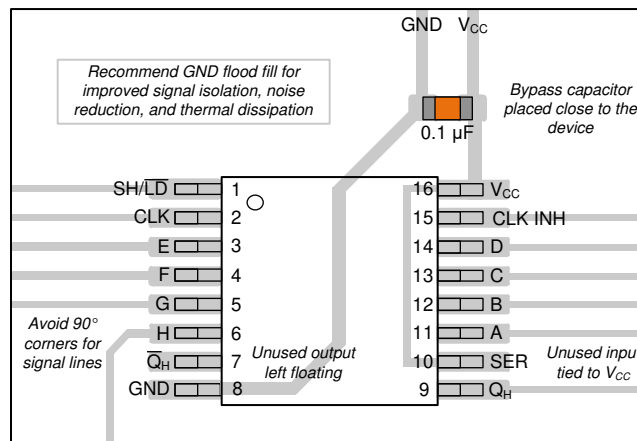 GND VCC
Recommend GND flood fill for
improved signal isolation, noise
reduction, and thermal dissipation
Bypass capacitor
placed close to the
device
0.1 µF
SH/L̅D̅ 1 16 VCC
CLK 2 15 CLK INH
E 3 14 D
F 4 13 C
G 5 12 B
Avoid 90°
corners for
signal lines
H 6 11 A
Q̅H 7 10 SER
Unused output
left floating
Unused input
tied to VCC
GND 8 9 QH